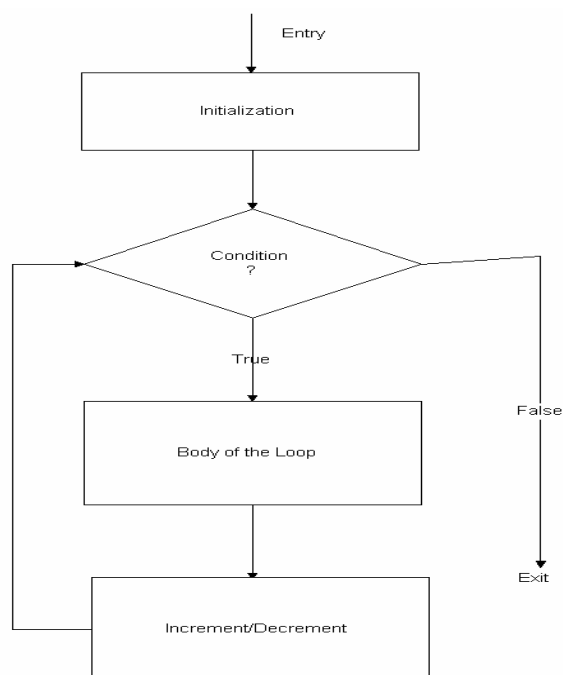 Entry
Initialization
Condition
?
True
Body of the Loop
False
Exit
Increment/Decrement